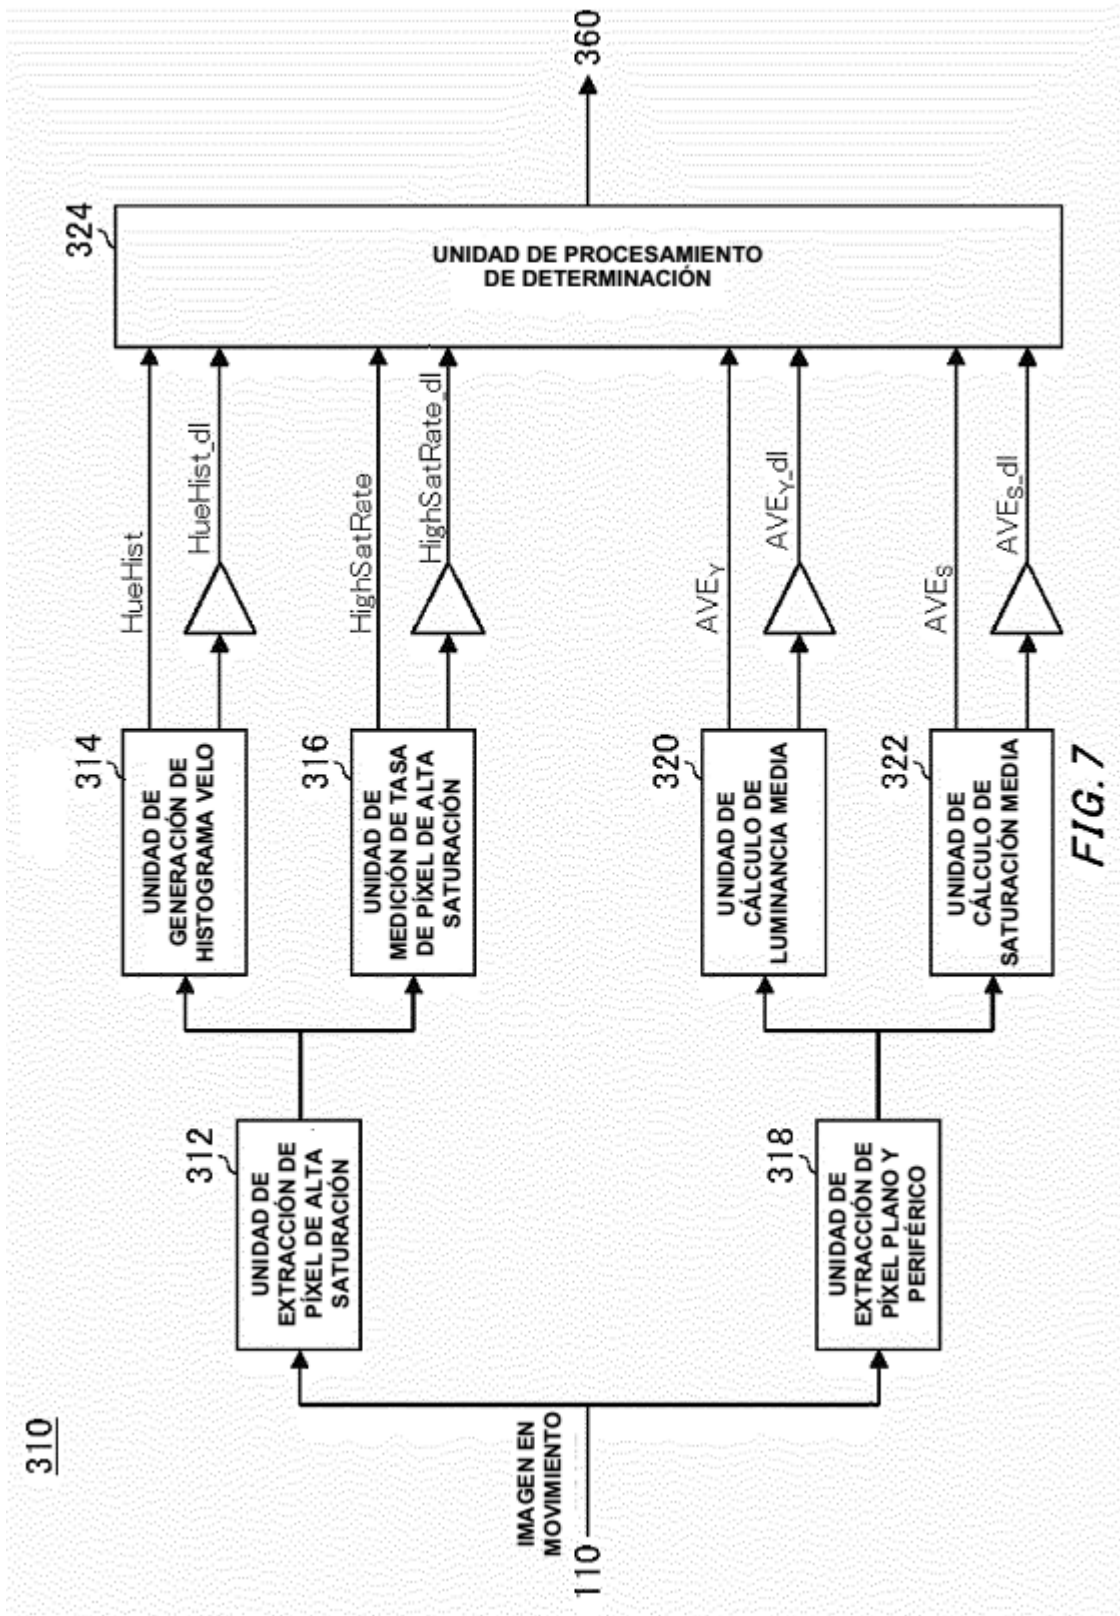 310
IMAGEN EN
MOVIMIENTO
110
312
UNIDAD DE
EXTRACCIÓN DE
PÍXEL DE ALTA
SATURACIÓN
318
UNIDAD DE
EXTRACCIÓN DE
PÍXEL PLANO Y
PERIFÉRICO
314
UNIDAD DE
GENERACIÓN DE
HISTOGRAMA VELO
316
UNIDAD DE
MEDICIÓN DE TASA
DE PÍXEL DE ALTA
SATURACIÓN
320
UNIDAD DE
CÁLCULO DE
LUMINANCIA MEDIA
322
UNIDAD DE
CÁLCULO DE
SATURACIÓN MEDIA
HueHist
HueHist_dl
HighSatRate
HighSatRate_dl
AVEY
AVEY_dl
AVES
AVES_dl
324
UNIDAD DE PROCESAMIENTO
DE DETERMINACIÓN
360
FIG. 7